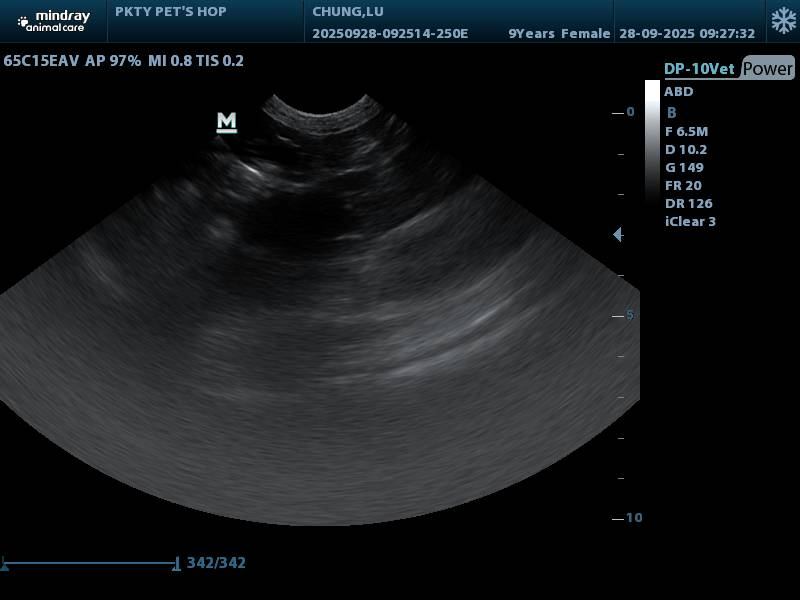 mindray
animal care
PKTY PET'S HOP
CHUNG,LU
20250928-092514-250E
9Years Female
28-09-2025 09:27:32
65C15EAV AP 97% MI 0.8 TIS 0.2
DP-10Vet
Power
M
ABD
B
F 6.5M
D 10.2
G 149
FR 20
DR 126
iClear 3
0
5
10
342/342